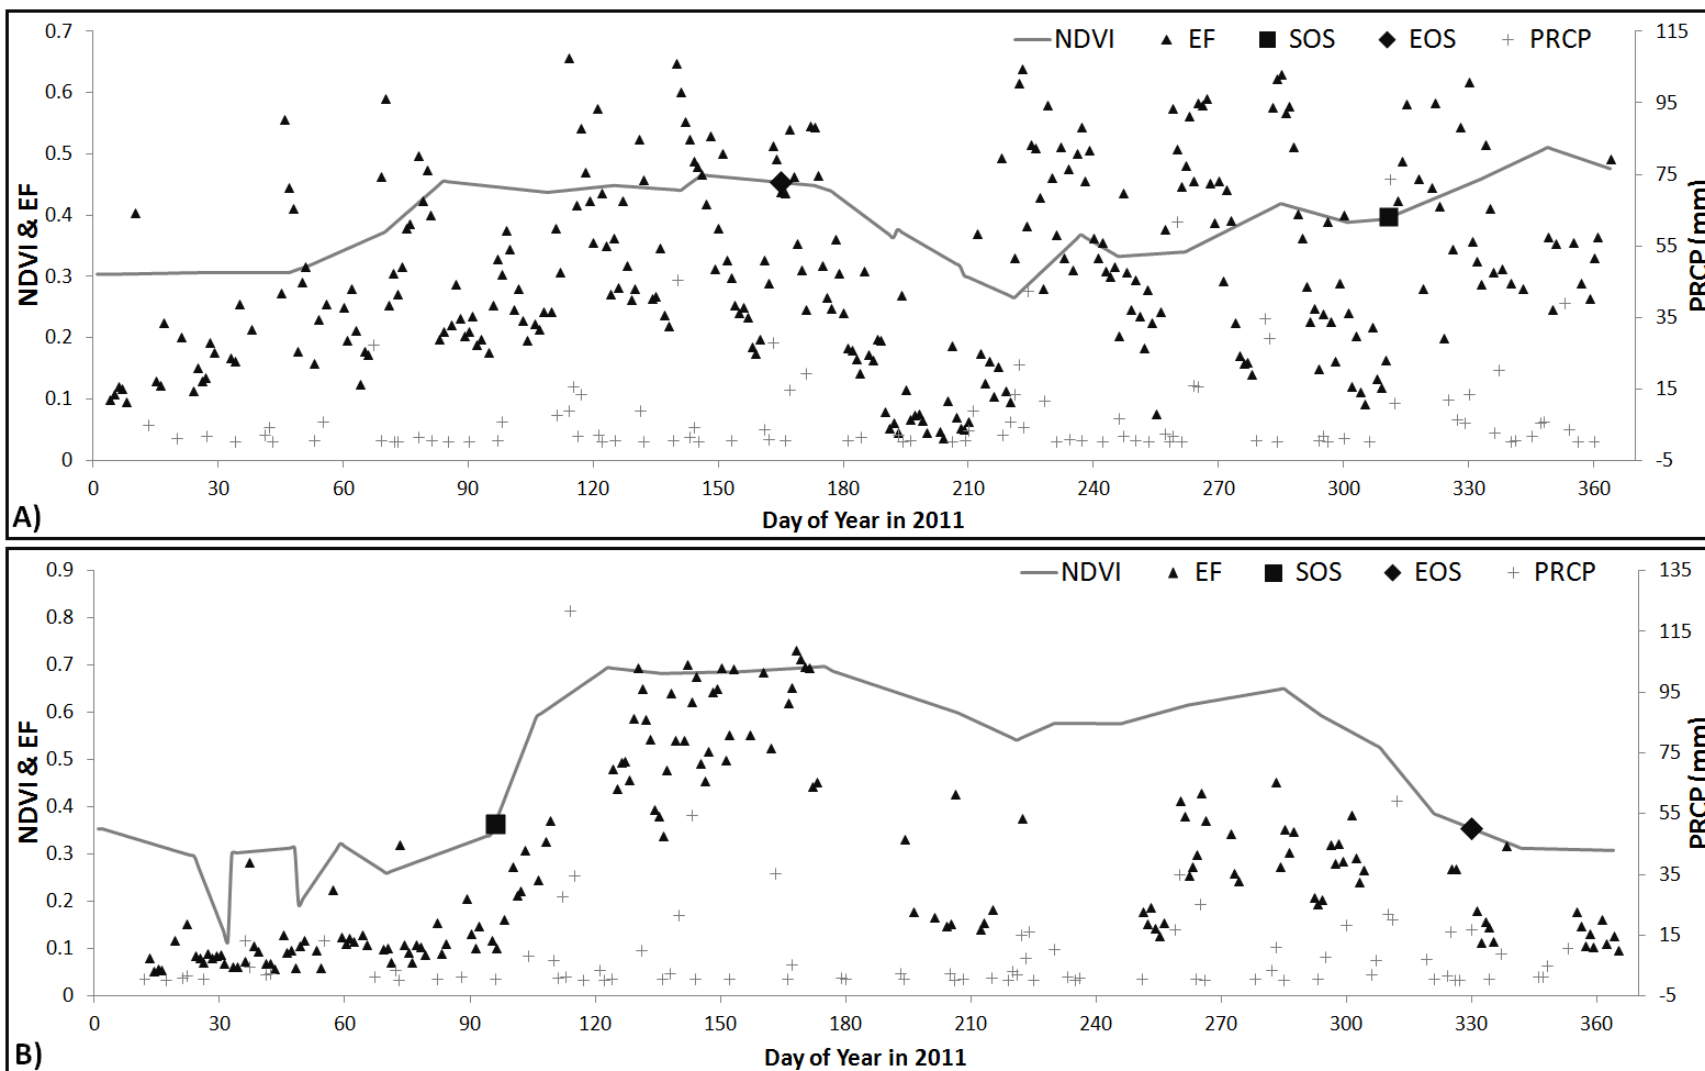 NDVI EF SOS EOS PRCP
0.7 0.6 0.5 0.4 0.3 0.2 0.1 0
NDVI & EF
115 95 75 55 35 15 -5
PRCP (mm)
0 30 60 90 120 150 180 210 240 270 300 330 360
A)
Day of Year in 2011
NDVI EF SOS EOS PRCP
0.9 0.8 0.7 0.6 0.5 0.4 0.3 0.2 0.1 0
NDVI & EF
135 115 95 75 55 35 15 -5
PRCP (mm)
0 30 60 90 120 150 180 210 240 270 300 330 360
B)
Day of Year in 2011